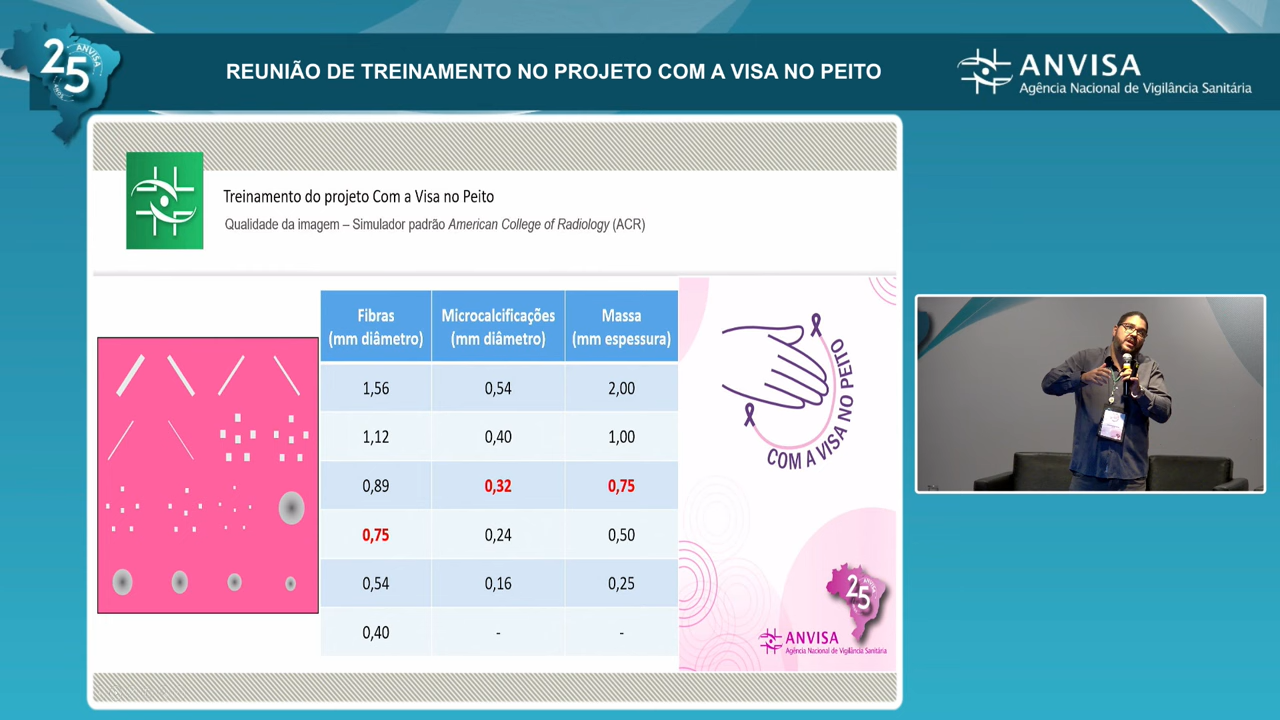 25
ANVISA
ANOS
REUNIÃO DE TREINAMENTO NO PROJETO COM A VISA NO PEITO
ANVISA
Agência Nacional de Vigilância Sanitária
Treinamento do projeto Com a Visa no Peito
Qualidade da imagem – Simulador padrão American College of Radiology (ACR)
Fibras (mm diâmetro) Microcalcificações (mm diâmetro) Massa (mm espessura)
1,56 0,54 2,00
1,12 0,40 1,00
0,89 0,32 0,75
0,75 0,24 0,50
0,54 0,16 0,25
0,40 - -
COM A VISA NO PEITO
25
ANVISA
ANVISA
Agência Nacional de Vigilância Sanitária